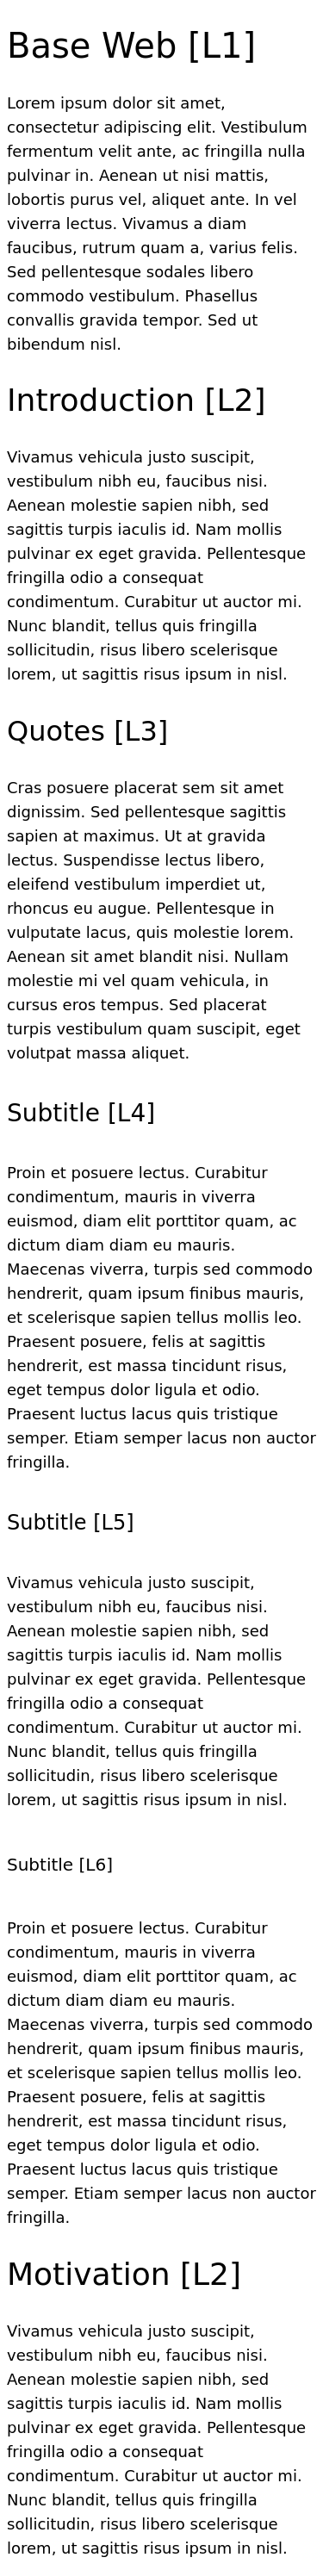 Base Web [L1]
Lorem ipsum dolor sit amet,
consectetur adipiscing elit. Vestibulum
fermentum velit ante, ac fringilla nulla
pulvinar in. Aenean ut nisi mattis,
lobortis purus vel, aliquet ante. In vel
viverra lectus. Vivamus a diam
faucibus, rutrum quam a, varius felis.
Sed pellentesque sodales libero
commodo vestibulum. Phasellus
convallis gravida tempor. Sed ut
bibendum nisl.
Introduction [L2]
Vivamus vehicula justo suscipit,
vestibulum nibh eu, faucibus nisi.
Aenean molestie sapien nibh, sed
sagittis turpis iaculis id. Nam mollis
pulvinar ex eget gravida. Pellentesque
fringilla odio a consequat
condimentum. Curabitur ut auctor mi.
Nunc blandit, tellus quis fringilla
sollicitudin, risus libero scelerisque
lorem, ut sagittis risus ipsum in nisl.
Quotes [L3]
Cras posuere placerat sem sit amet
dignissim. Sed pellentesque sagittis
sapien at maximus. Ut at gravida
lectus. Suspendisse lectus libero,
eleifend vestibulum imperdiet ut,
rhoncus eu augue. Pellentesque in
vulputate lacus, quis molestie lorem.
Aenean sit amet blandit nisi. Nullam
molestie mi vel quam vehicula, in
cursus eros tempus. Sed placerat
turpis vestibulum quam suscipit, eget
volutpat massa aliquet.
Subtitle [L4]
Proin et posuere lectus. Curabitur
condimentum, mauris in viverra
euismod, diam elit porttitor quam, ac
dictum diam diam eu mauris.
Maecenas viverra, turpis sed commodo
hendrerit, quam ipsum finibus mauris,
et scelerisque sapien tellus mollis leo.
Praesent posuere, felis at sagittis
hendrerit, est massa tincidunt risus,
eget tempus dolor ligula et odio.
Praesent luctus lacus quis tristique
semper. Etiam semper lacus non auctor
fringilla.
Subtitle [L5]
Vivamus vehicula justo suscipit,
vestibulum nibh eu, faucibus nisi.
Aenean molestie sapien nibh, sed
sagittis turpis iaculis id. Nam mollis
pulvinar ex eget gravida. Pellentesque
fringilla odio a consequat
condimentum. Curabitur ut auctor mi.
Nunc blandit, tellus quis fringilla
sollicitudin, risus libero scelerisque
lorem, ut sagittis risus ipsum in nisl.
Subtitle [L6]
Proin et posuere lectus. Curabitur
condimentum, mauris in viverra
euismod, diam elit porttitor quam, ac
dictum diam diam eu mauris.
Maecenas viverra, turpis sed commodo
hendrerit, quam ipsum finibus mauris,
et scelerisque sapien tellus mollis leo.
Praesent posuere, felis at sagittis
hendrerit, est massa tincidunt risus,
eget tempus dolor ligula et odio.
Praesent luctus lacus quis tristique
semper. Etiam semper lacus non auctor
fringilla.
Motivation [L2]
Vivamus vehicula justo suscipit,
vestibulum nibh eu, faucibus nisi.
Aenean molestie sapien nibh, sed
sagittis turpis iaculis id. Nam mollis
pulvinar ex eget gravida. Pellentesque
fringilla odio a consequat
condimentum. Curabitur ut auctor mi.
Nunc blandit, tellus quis fringilla
sollicitudin, risus libero scelerisque
lorem, ut sagittis risus ipsum in nisl.